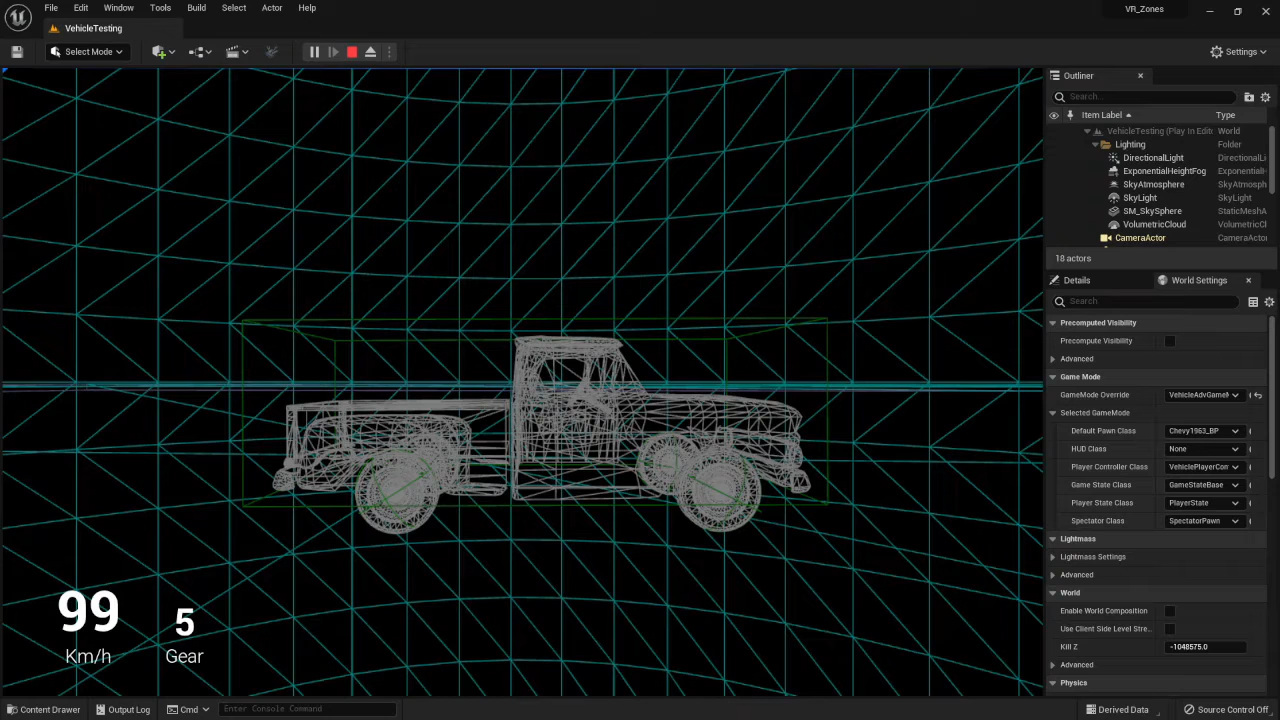 File Edit Window Tools Build Select Actor Help
VR_Zones
VehicleTesting
Select Mode
Settings
Outliner
Search...
Item Label Type
VehicleTesting (Play In Edit World
Lighting Folder
DirectionalLight DirectionalLi
ExponentialHeightFog ExponentialH
SkyAtmosphere SkyAtmosph
SkyLight SkyLight
SM_SkySphere StaticMeshA
VolumetricCloud VolumetricCl
CameraActor CameraActor
18 actors
Details World Settings
Search
Precomputed Visibility
Precompute Visibility
Advanced
Game Mode
GameMode Override VehicleAdvGameM
Selected GameMode
Default Pawn Class Chevy1963_BP
HUD Class None
Player Controller Class VehiclePlayerCon
Game State Class GameStateBase
Player State Class PlayerState
Spectator Class SpectatorPawn
Lightmass
Lightmass Settings
Advanced
World
Enable World Composition
Use Client Side Level Stre...
Kill Z -1048575.0
Advanced
Physics
99 5
Km/h Gear
Content Drawer Output Log Cmd Enter Console Command Derived Data Source Control Off